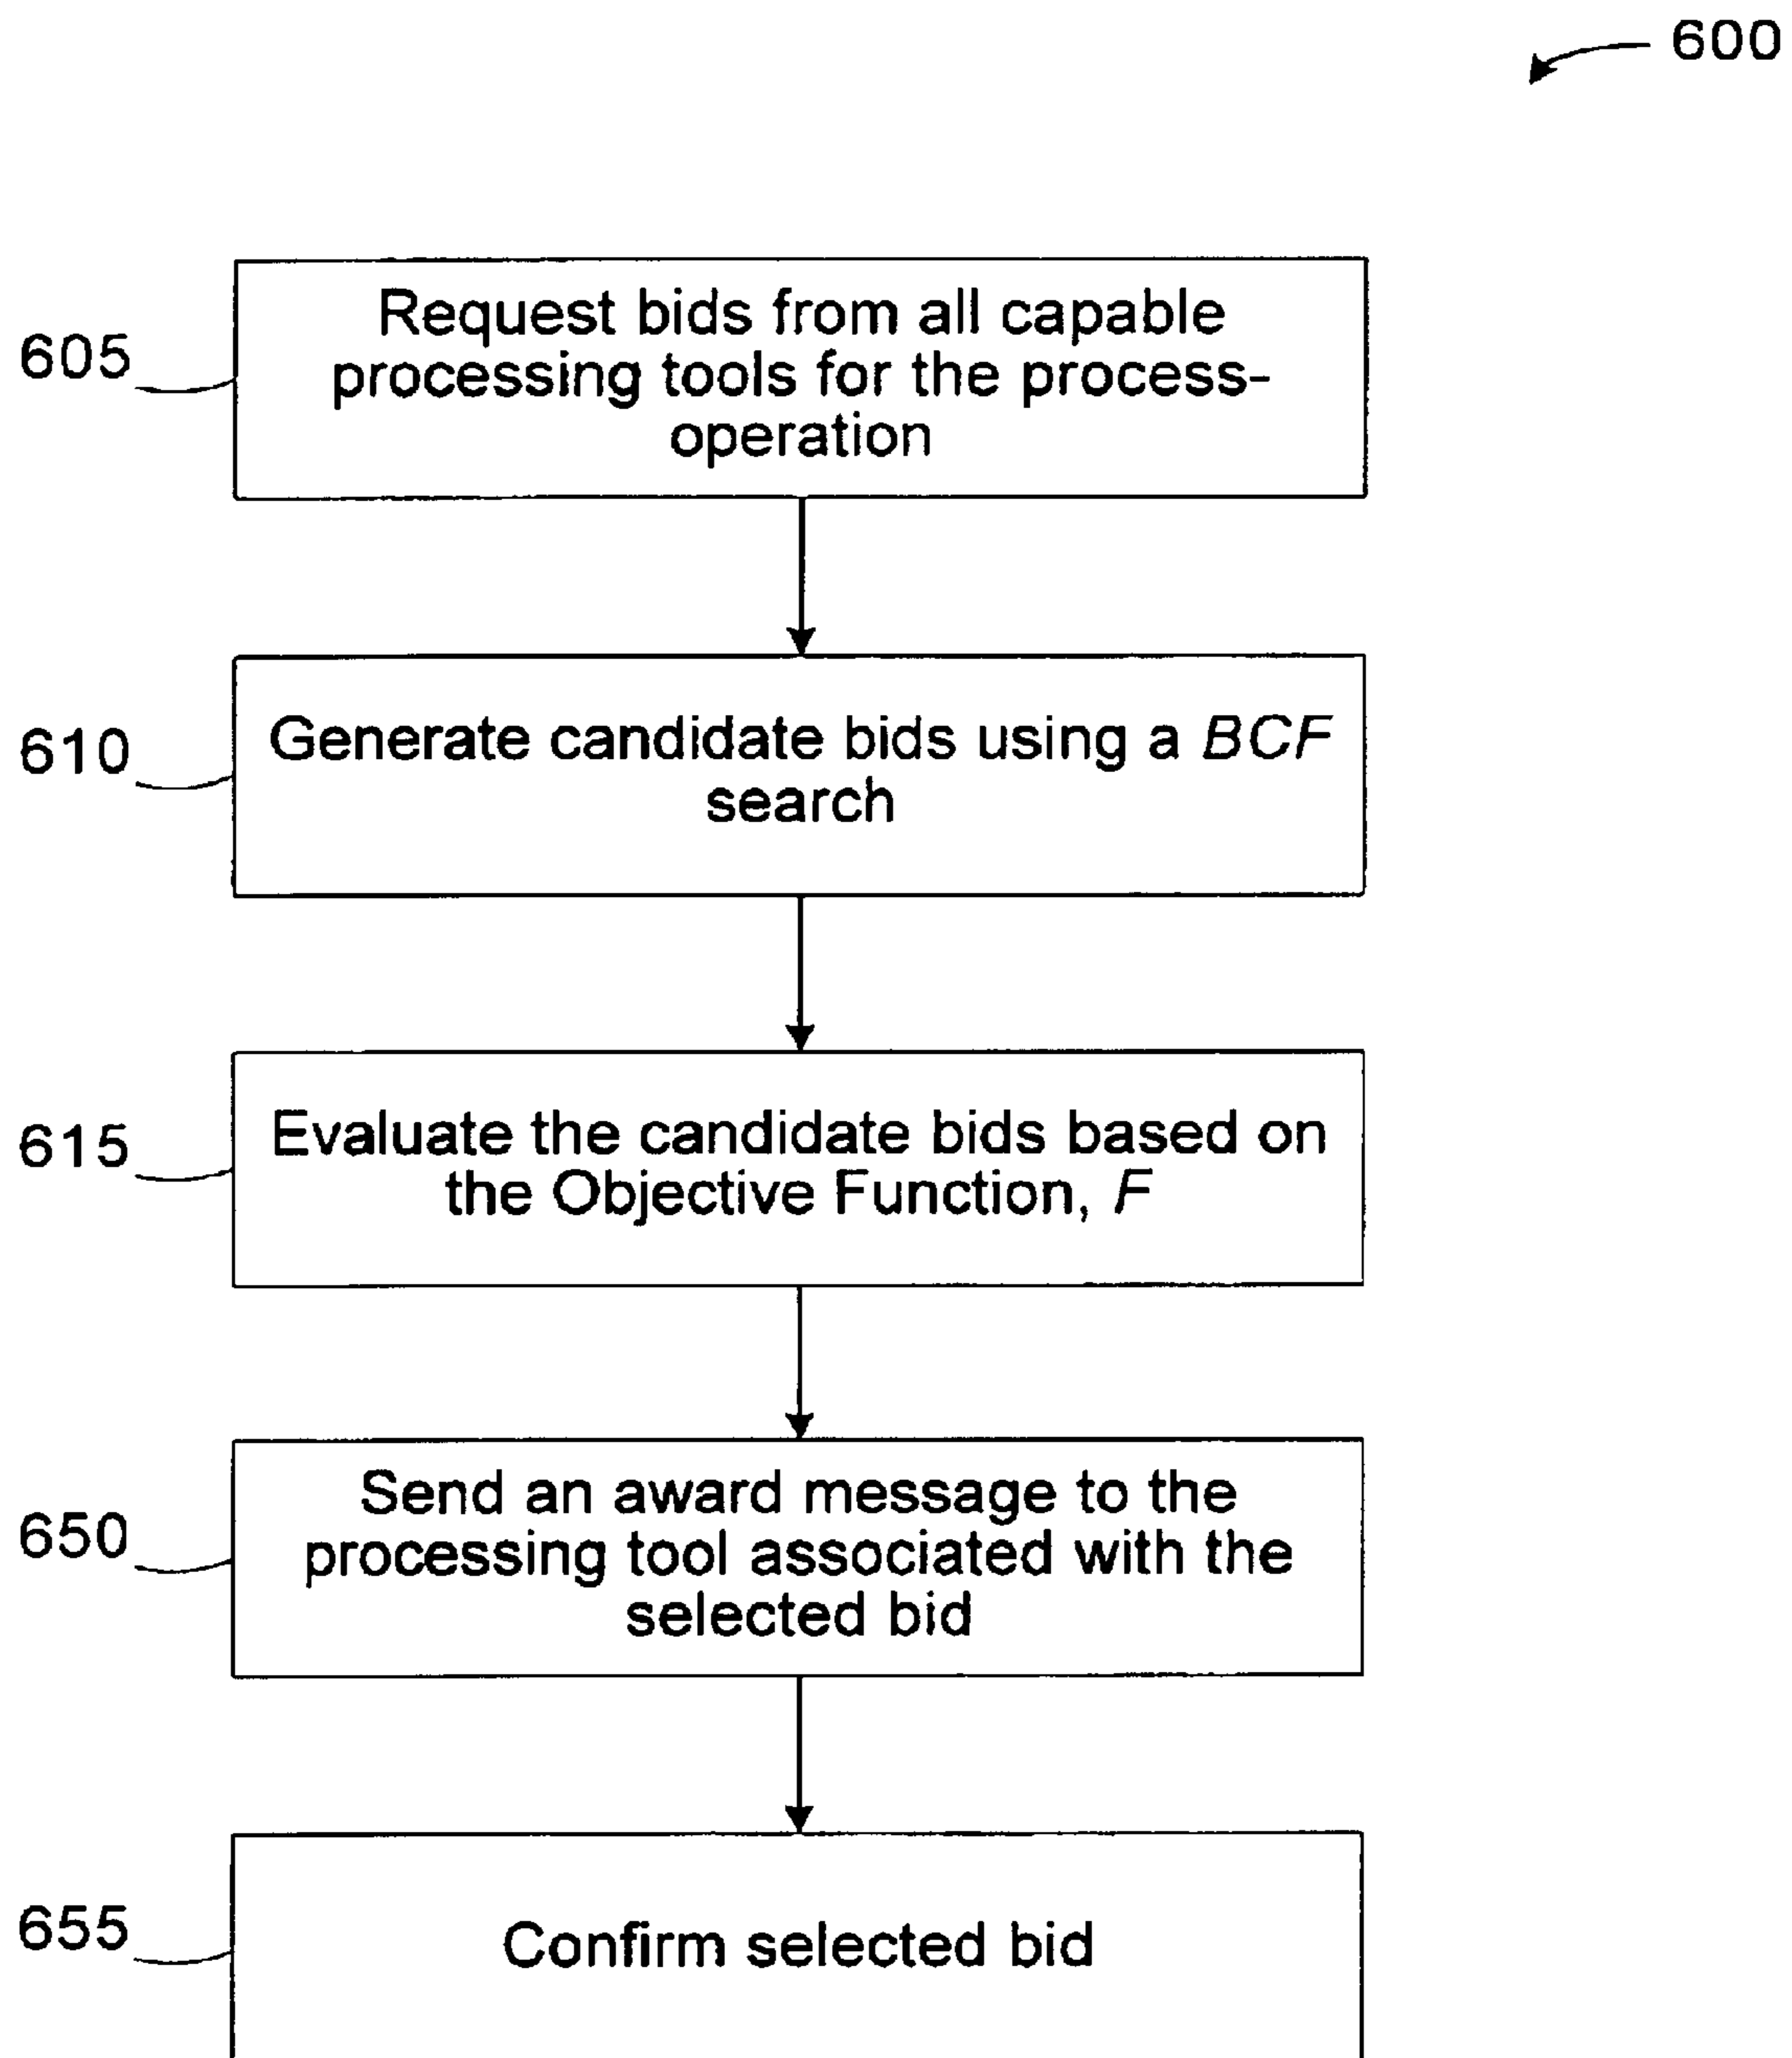 600
605
Request bids from all capable
processing tools for the process-
operation
610
Generate candidate bids using a BCF
search
615
Evaluate the candidate bids based on
the Objective Function, F
650
Send an award message to the
processing tool associated with the
selected bid
655
Confirm selected bid